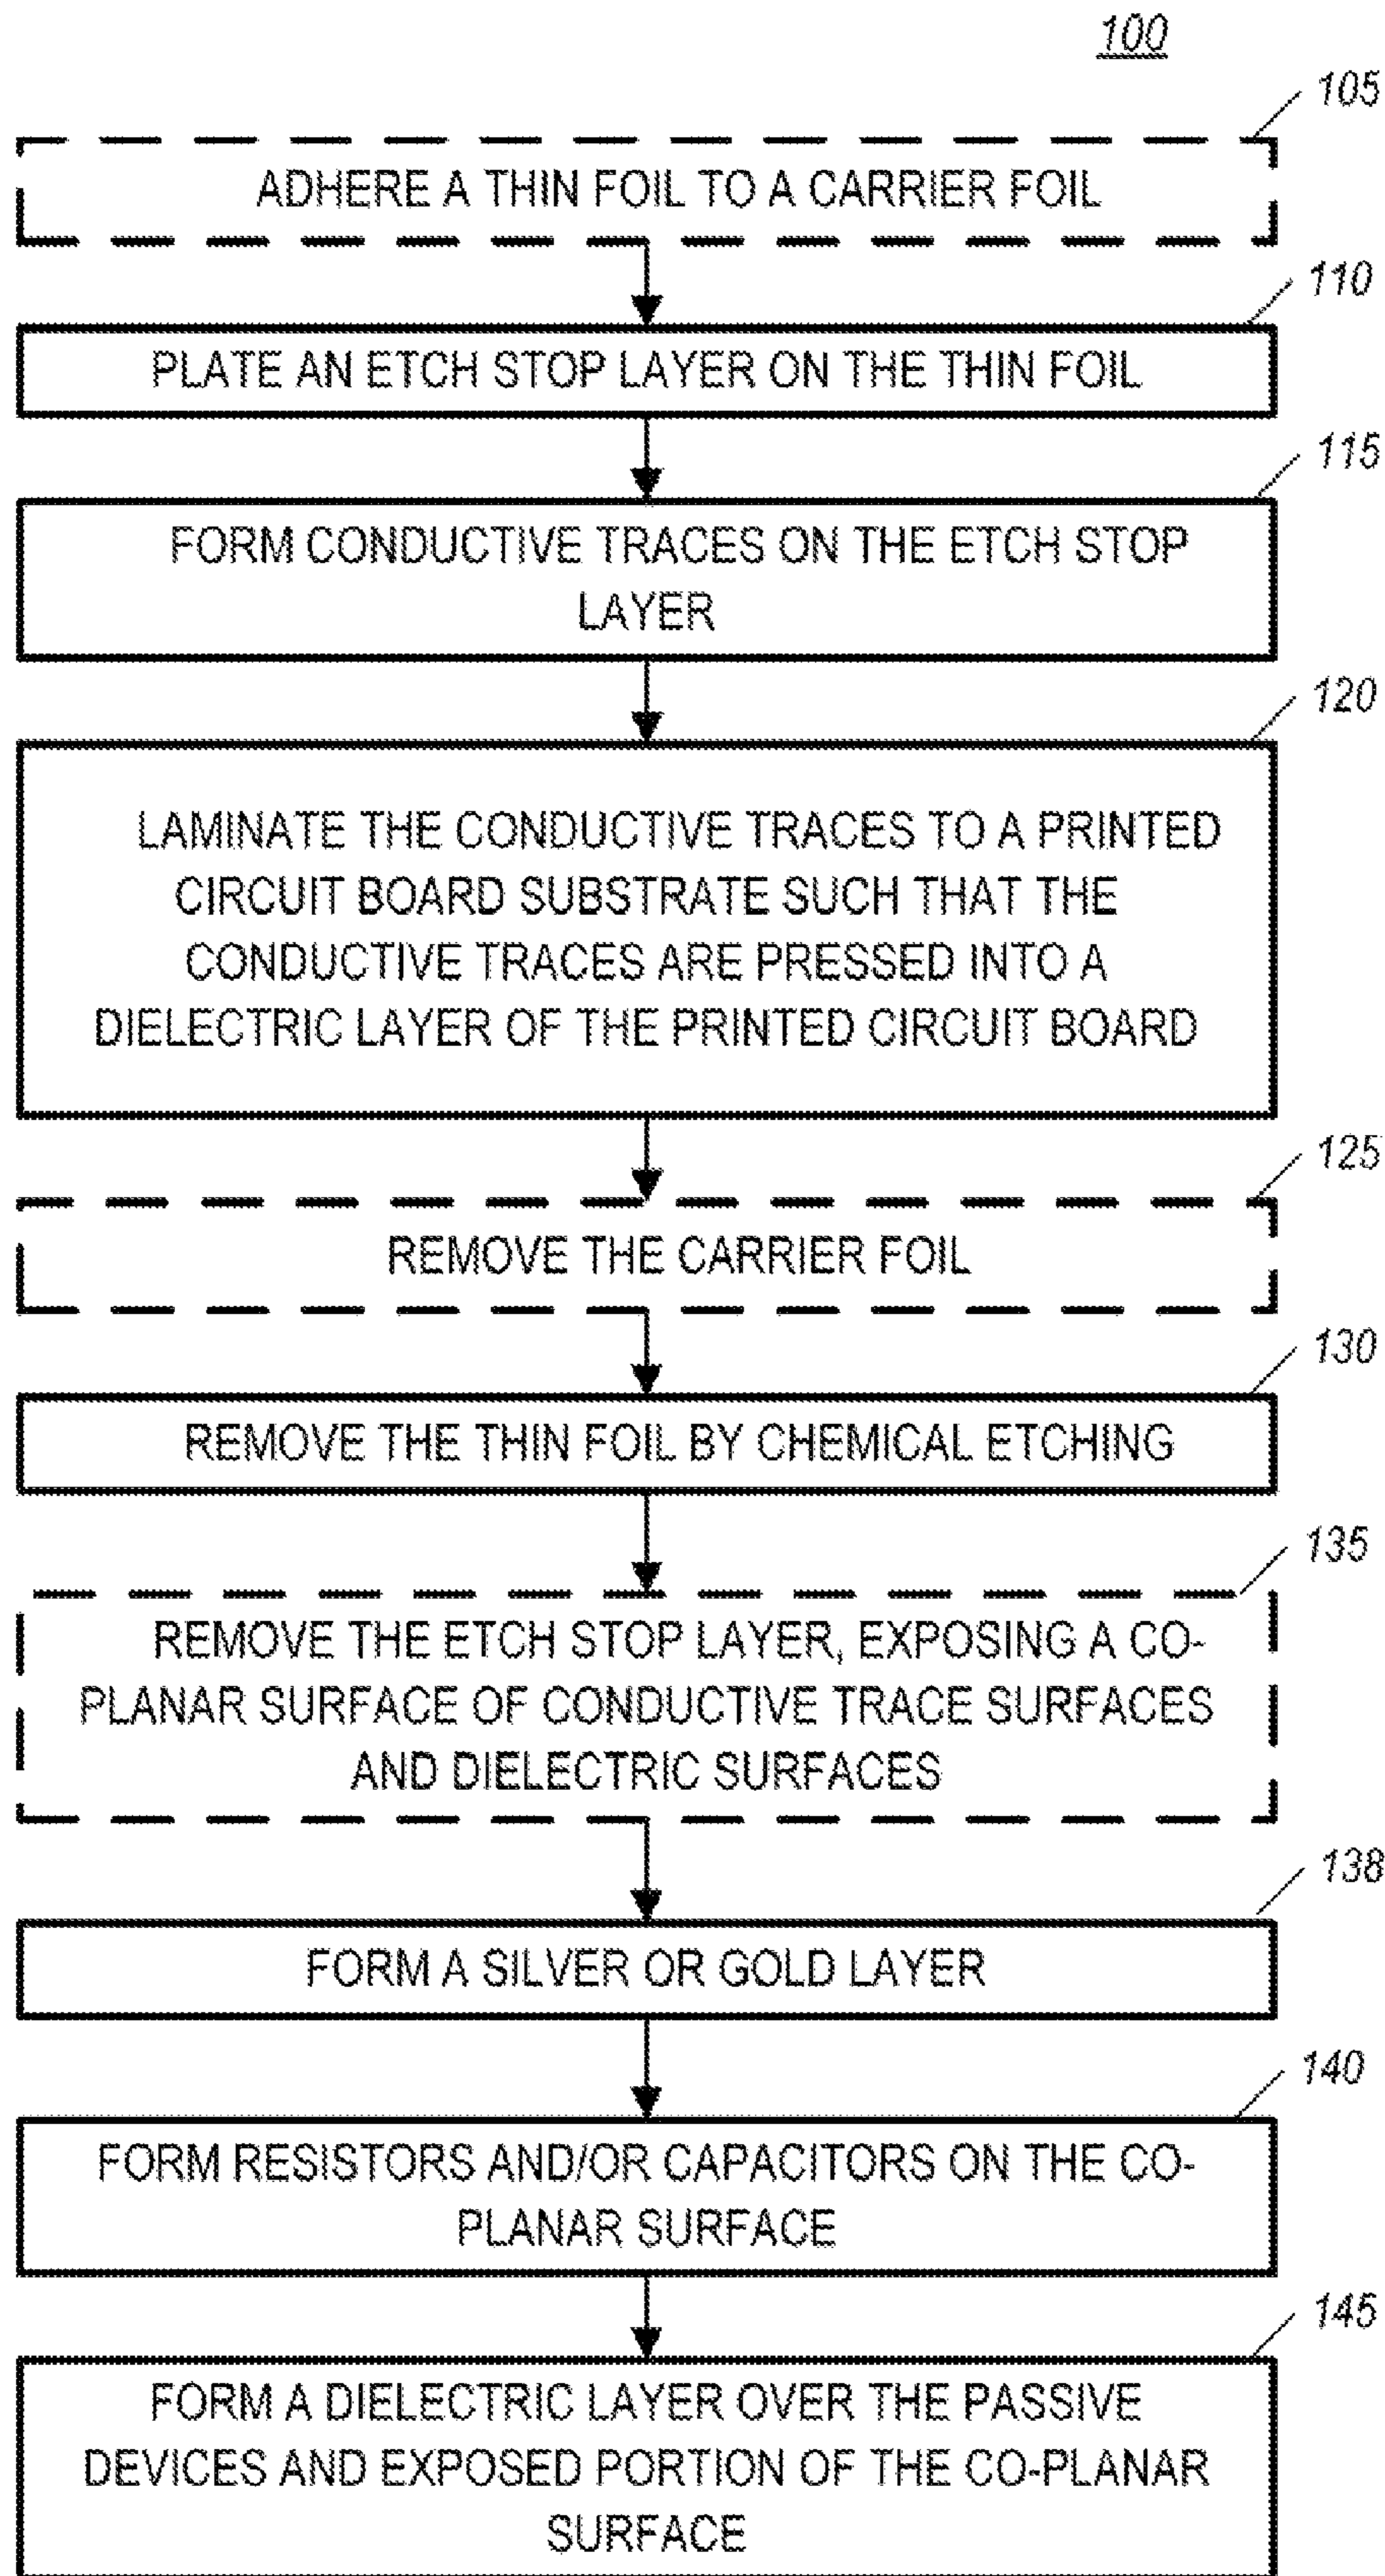 100
105
ADHERE A THIN FOIL TO A CARRIER FOIL
110
PLATE AN ETCH STOP LAYER ON THE THIN FOIL
115
FORM CONDUCTIVE TRACES ON THE ETCH STOP
LAYER
120
LAMINATE THE CONDUCTIVE TRACES TO A PRINTED
CIRCUIT BOARD SUBSTRATE SUCH THAT THE
CONDUCTIVE TRACES ARE PRESSED INTO A
DIELECTRIC LAYER OF THE PRINTED CIRCUIT BOARD
125
REMOVE THE CARRIER FOIL
130
REMOVE THE THIN FOIL BY CHEMICAL ETCHING
135
REMOVE THE ETCH STOP LAYER, EXPOSING A CO-
PLANAR SURFACE OF CONDUCTIVE TRACE SURFACES
AND DIELECTRIC SURFACES
138
FORM A SILVER OR GOLD LAYER
140
FORM RESISTORS AND/OR CAPACITORS ON THE CO-
PLANAR SURFACE
145
FORM A DIELECTRIC LAYER OVER THE PASSIVE
DEVICES AND EXPOSED PORTION OF THE CO-PLANAR
SURFACE